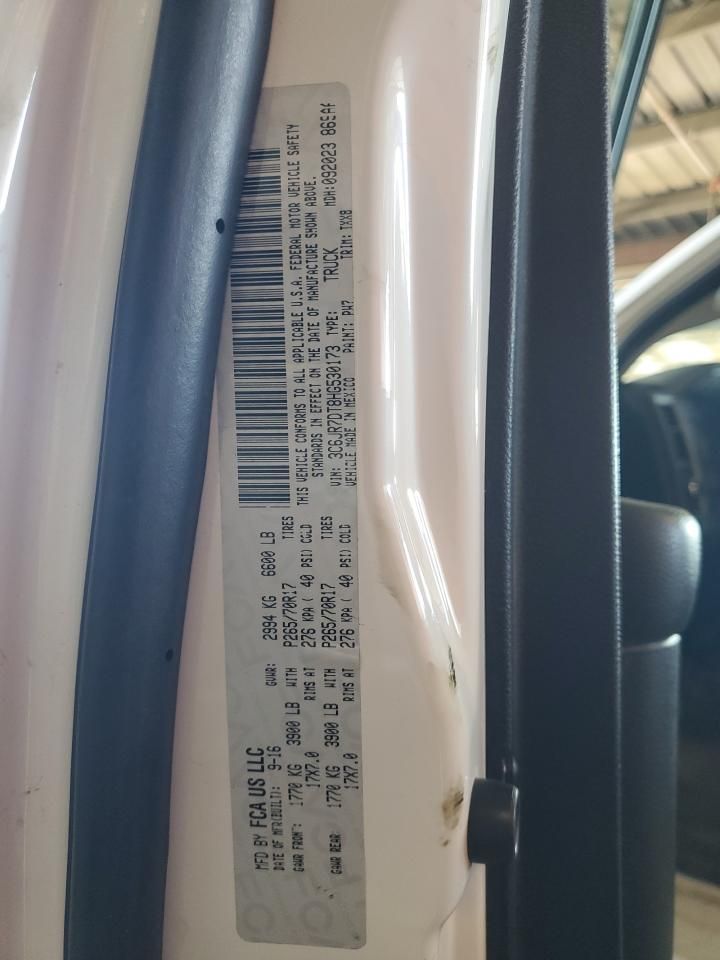 MFD BY FCA US LLC
DATE OF MFR(BUILT): 9-16 GVWR: 2994 KG 6600 LB
GAWR FRONT: 1770 KG 3900 LB WITH P265/70R17 TIRES
17X7.0 RIMS AT 276 KPA ( 40 PSI) COLD
GAWR REAR 1770 KG 3900 LB WITH P265/70R17 TIRES
17X7.0 RIMS AT 276 KPA ( 40 PSI) COLD
THIS VEHICLE CONFORMS TO ALL APPLICABLE U.S.A. FEDERAL MOTOR VEHICLE SAFETY
STANDARDS IN EFFECT ON THE DATE OF MANUFACTURE SHOWN ABOVE.
VIN: 3C6JR7DT8HG530173 TYPE: TRUCK MDH:092023 865AA
VEHICLE MADE IN MEXICO PAINT: PW7 TRIM: TXX8